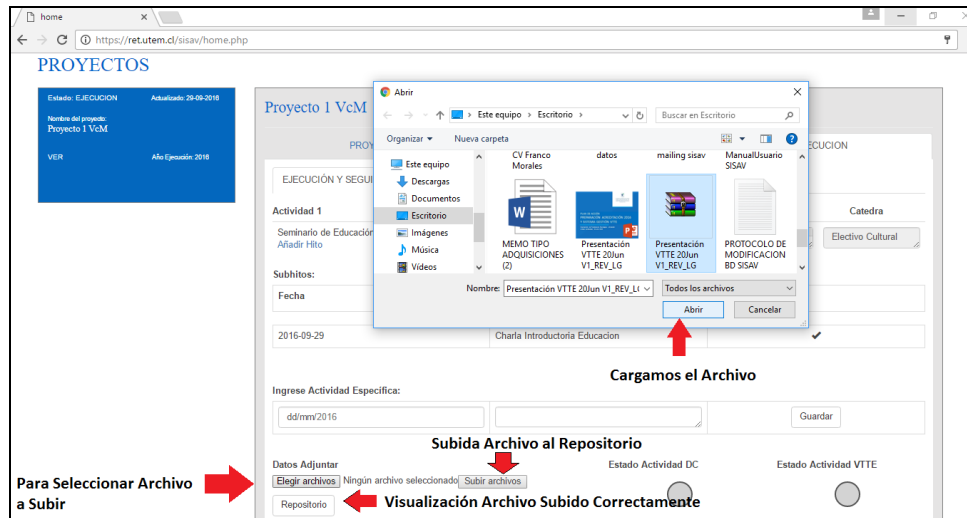 home
https://ret.utem.cl/sisav/home.php
PROYECTOS
Estado: EJECUCION Actualizado: 29-09-2016
Nombre del proyecto:
Proyecto 1 VcM
VER Año Ejecución: 2016
Proyecto 1 VcM
PROY
ECUCION
EJECUCIÓN Y SEGUI
Actividad 1
Catedra
Seminario de Educación
Añadir Hito
Electivo Cultural
Subhitos:
Fecha
2016-09-29 Charla Introductoria Educacion
Abrir
Este equipo > Escritorio >
Buscar en Escritorio
Organizar Nueva carpeta
Este equipo
Descargas
Documentos
Escritorio
Imágenes
Música
Vídeos
CV Franco Morales
datos
mailing sisav
ManualUsuario SISAV
MEMO TIPO ADQUISICIONES (2)
Presentación VTTE 20Jun V1_REV_LG
Presentación VTTE 20Jun V1_REV_LG
PROTOCOLO DE MODIFICACION BD SISAV
Nombre: Presentación VTTE 20Jun V1_REV_L Todos los archivos
Abrir Cancelar
Cargamos el Archivo
Ingrese Actividad Especifica:
dd/mm/2016
Guardar
Subida Archivo al Repositorio
Datos Adjuntar
Estado Actividad DC
Estado Actividad VTTE
Para Seleccionar Archivo
a Subir
Elegir archivos Ningún archivo seleccionado Subir archivos
Repositorio
Visualización Archivo Subido Correctamente